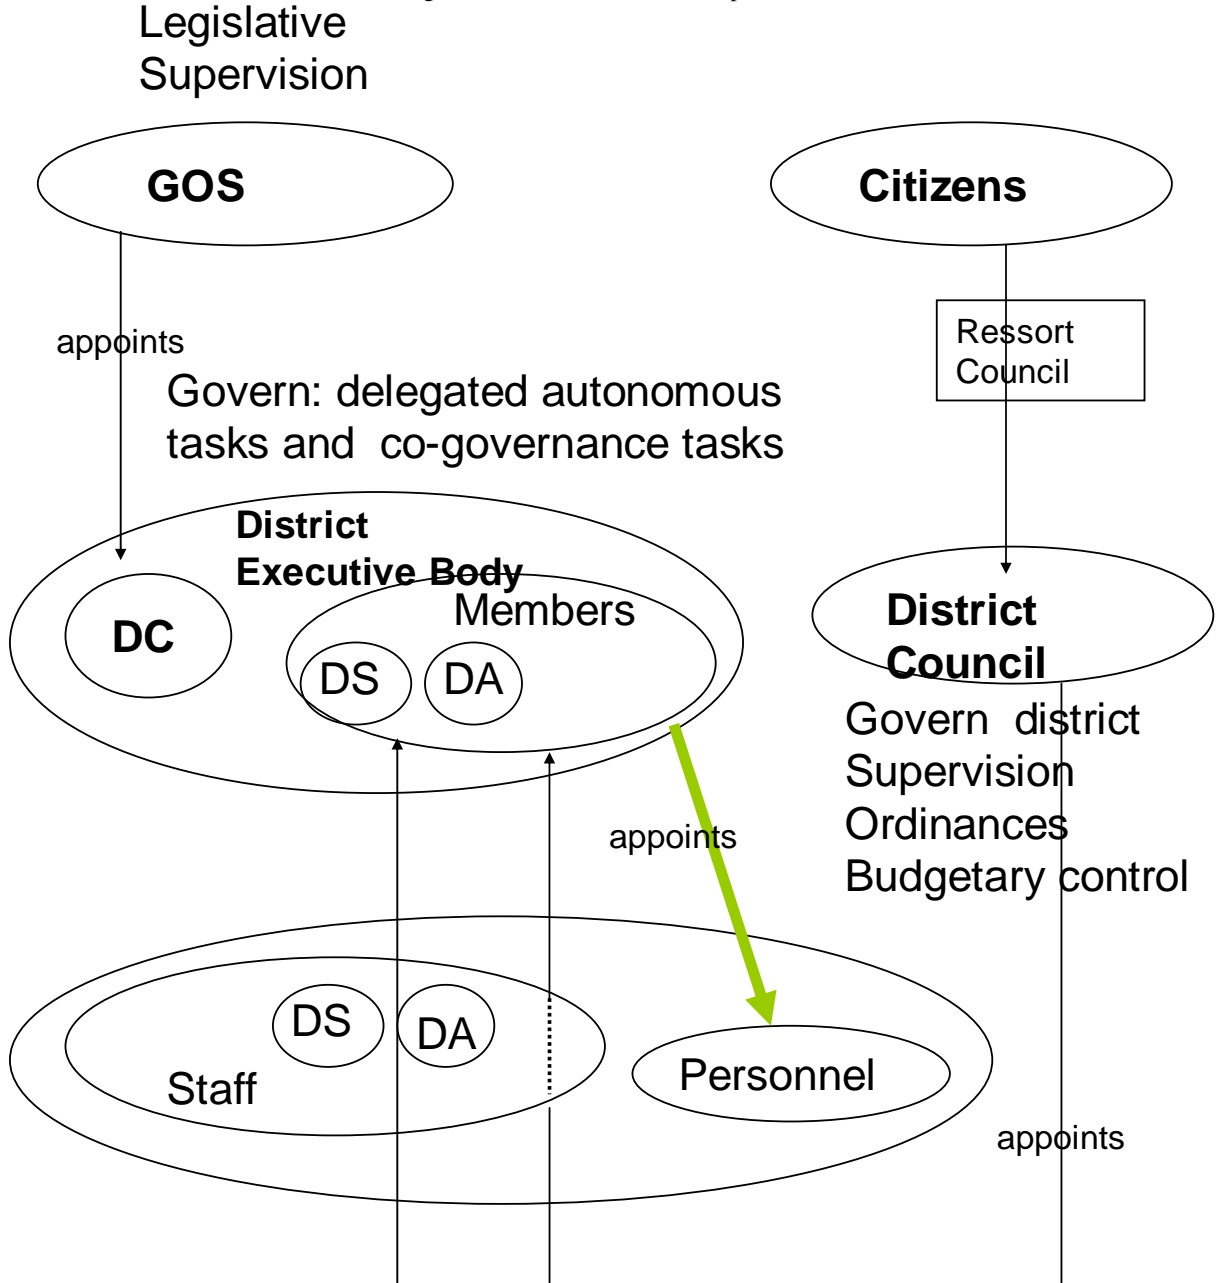 Legislative
Supervision
GOS
Citizens
appoints
Ressort
Council
Govern: delegated autonomous
tasks and co-governance tasks
District
Executive Body
Members
DC
DS
DA
District
Council
Govern district
Supervision
Ordinances
Budgetary control
appoints
DS
DA
Staff
Personnel
appoints